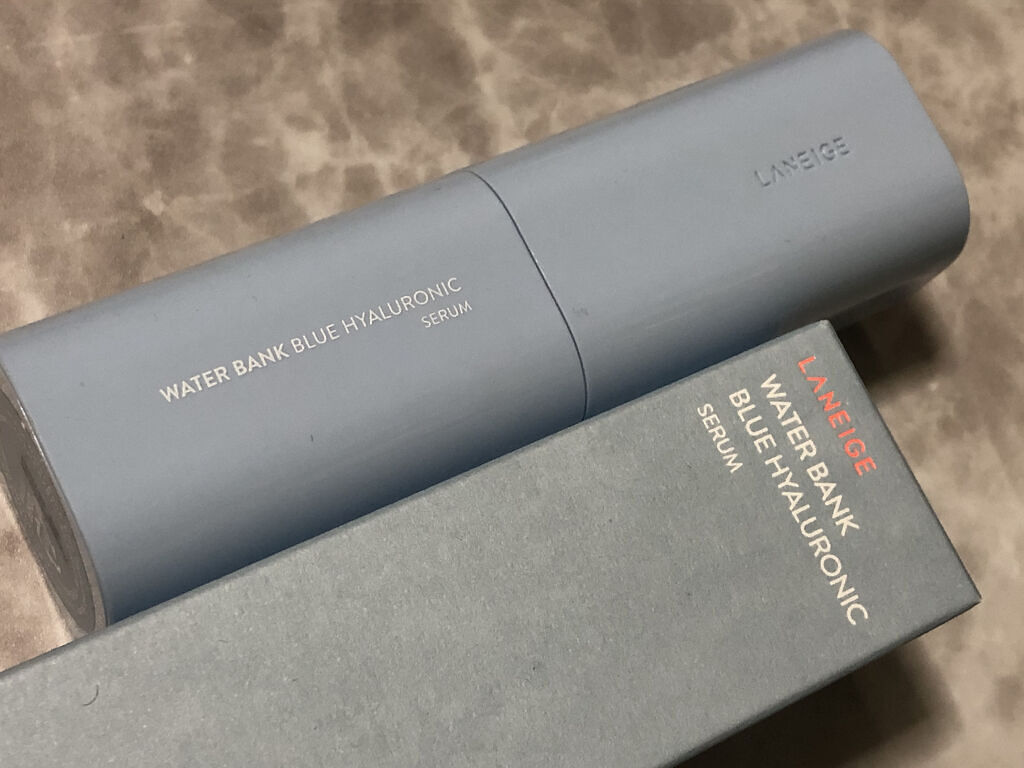 LANEIGE
WATER BANK BLUE HYALURONIC
SERUM
LANEIGE
WATER BANK
BLUE HYALURONIC
SERUM